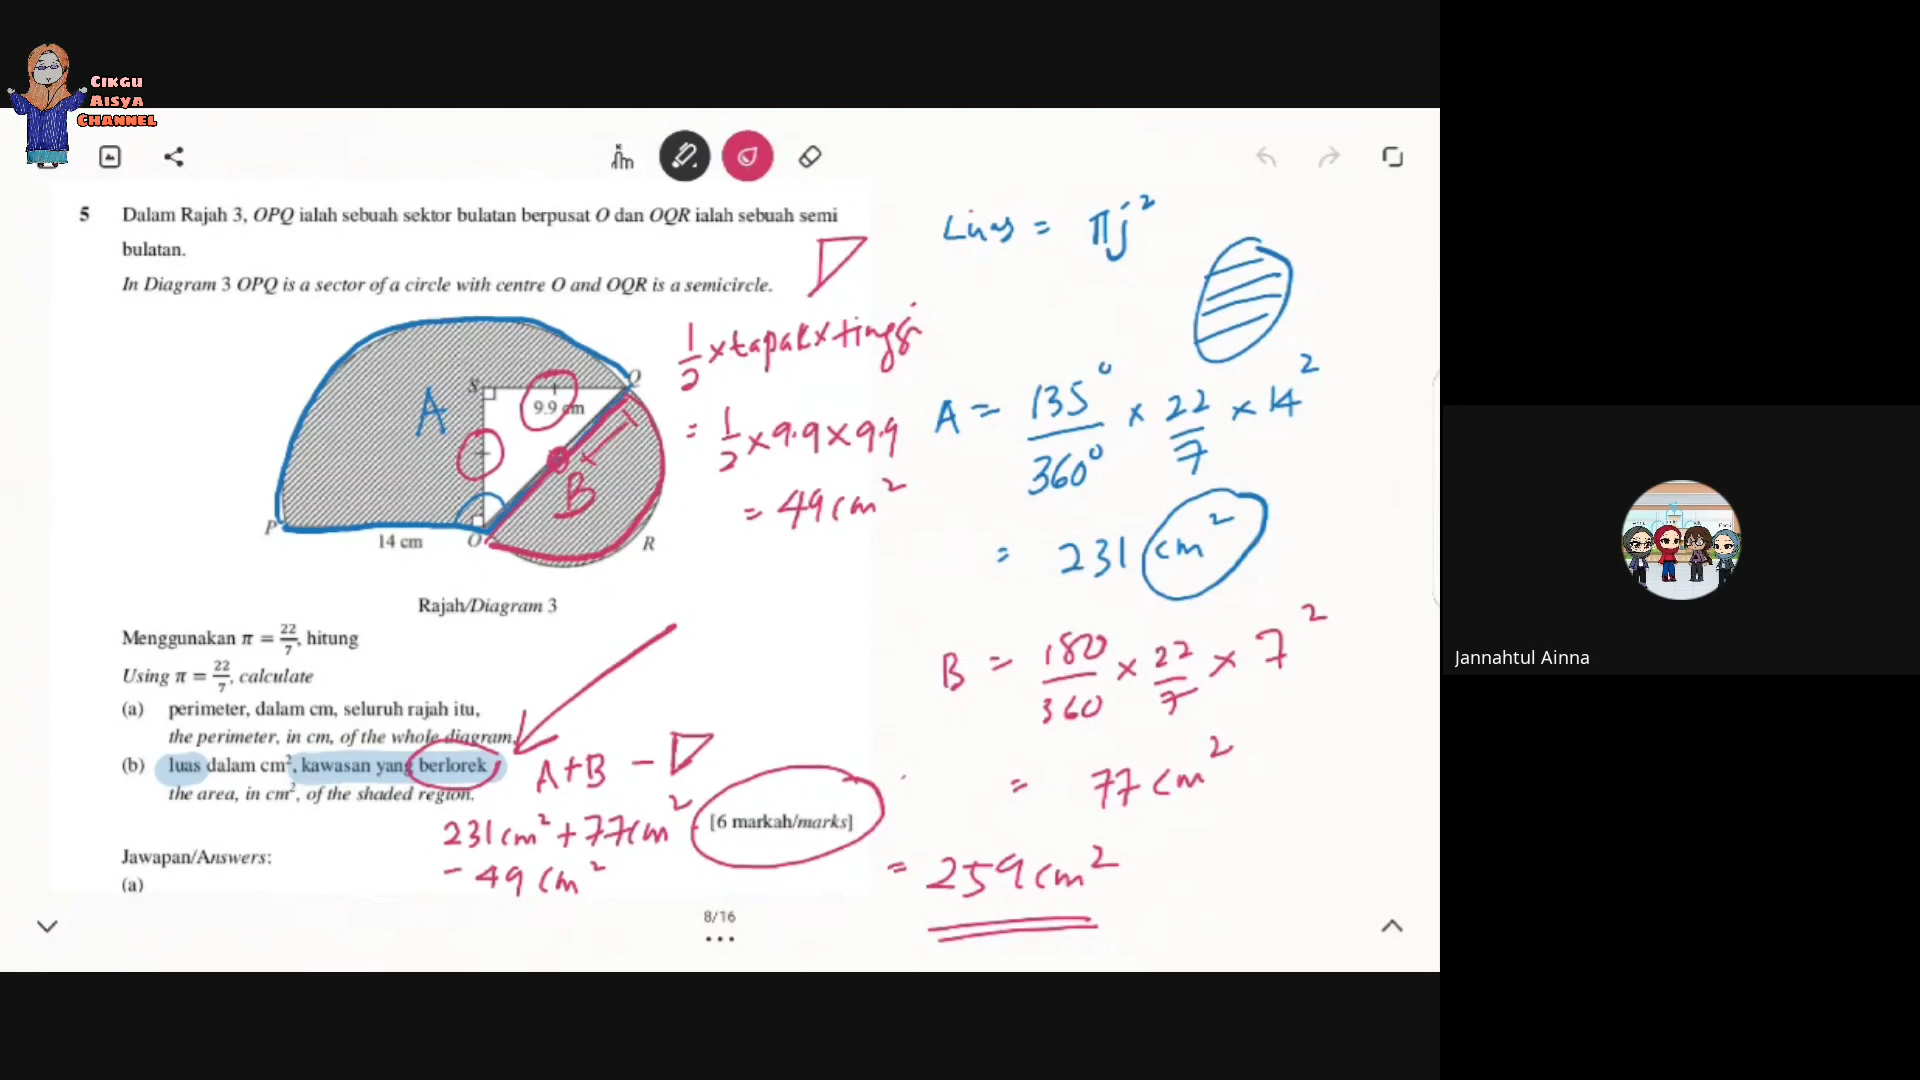 CIKGU
AISYA
CHANNEL
5 Dalam Rajah 3, OPQ ialah sebuah sektor bulatan berpusat O dan OQR ialah sebuah semi
bulatan.
In Diagram 3 OPQ is a sector of a circle with centre O and OQR is a semicircle.
S
Q
9.9 cm
A
B
P
14 cm
O
R
Rajah/Diagram 3
Menggunakan π = 22/7, hitung
Using π = 22/7, calculate
(a) perimeter, dalam cm, seluruh rajah itu,
the perimeter, in cm, of the whole diagram,
(b) luas dalam cm², kawasan yang berlorek
the area, in cm², of the shaded region.
[6 markah/marks]
Jawapan/Answers:
(a)
8/16
1/2 × tapak × tinggi
= 1/2 × 9.9 × 9.9
= 49 cm²
A + B −
231 cm² + 77 cm²
− 49 cm²
Luas = πj²
A = 135°/360° × 22/7 × 14²
= 231 cm²
B = 180/360 × 22/7 × 7²
= 77 cm²
= 259 cm²
Jannahtul Ainna